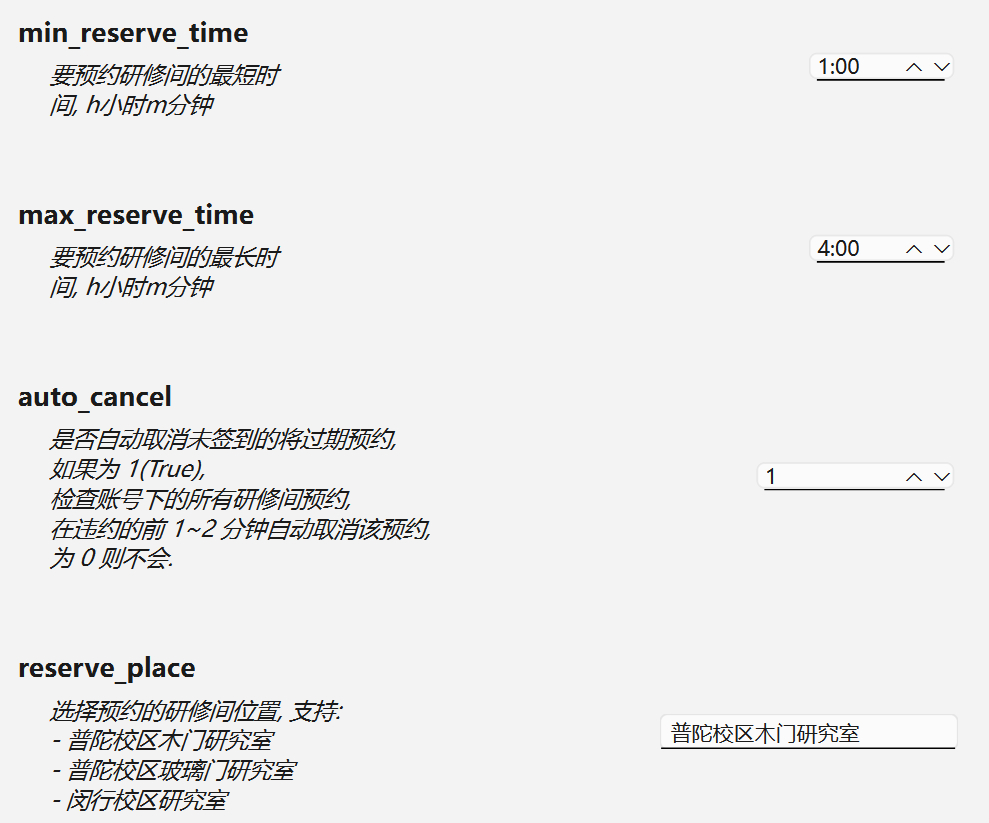 min_reserve_time
要预约研修间的最短时
间, h小时m分钟
1:00
max_reserve_time
要预约研修间的最长时
间, h小时m分钟
4:00
auto_cancel
是否自动取消未签到的将过期预约,
如果为 1(True),
检查账号下的所有研修间预约,
在违约的前 1~2 分钟自动取消该预约,
为 0 则不会.
1
reserve_place
选择预约的研修间位置, 支持:
- 普陀校区木门研究室
- 普陀校区玻璃门研究室
- 闵行校区研究室
普陀校区木门研究室